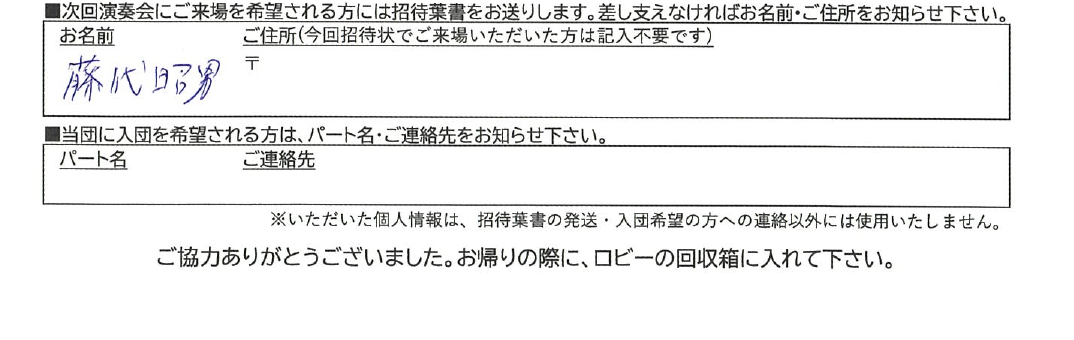 ■次回演奏会にご来場を希望される方には招待葉書をお送りします。差し支えなければお名前・ご住所をお知らせ下さい。
お名前 ご住所(今回招待状でご来場いただいた方は記入不要です)
〒
藤代昭男
■当団に入団を希望される方は、パート名・ご連絡先をお知らせ下さい。
パート名 ご連絡先
※いただいた個人情報は、招待葉書の発送・入団希望の方への連絡以外には使用いたしません。
ご協力ありがとうございました。お帰りの際に、ロビーの回収箱に入れて下さい。